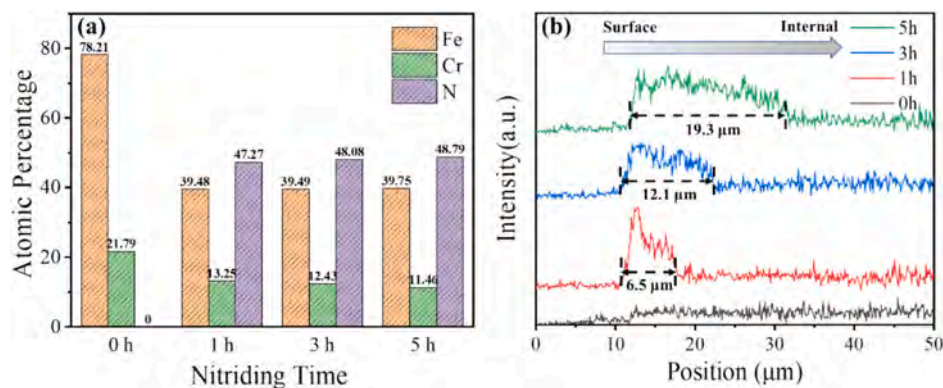 (a)
Fe
Cr
N
80
60
40
20
0
78.21
21.79
0
39.48
13.25
47.27
39.49
12.43
48.08
39.75
11.46
48.79
0 h
1 h
3 h
5 h
Atomic Percentage
Nitriding Time
(b)
Surface
Internal
5h
3h
1h
0h
19.3 μm
12.1 μm
6.5 μm
Intensity(a.u.)
0
10
20
30
40
50
Position (μm)